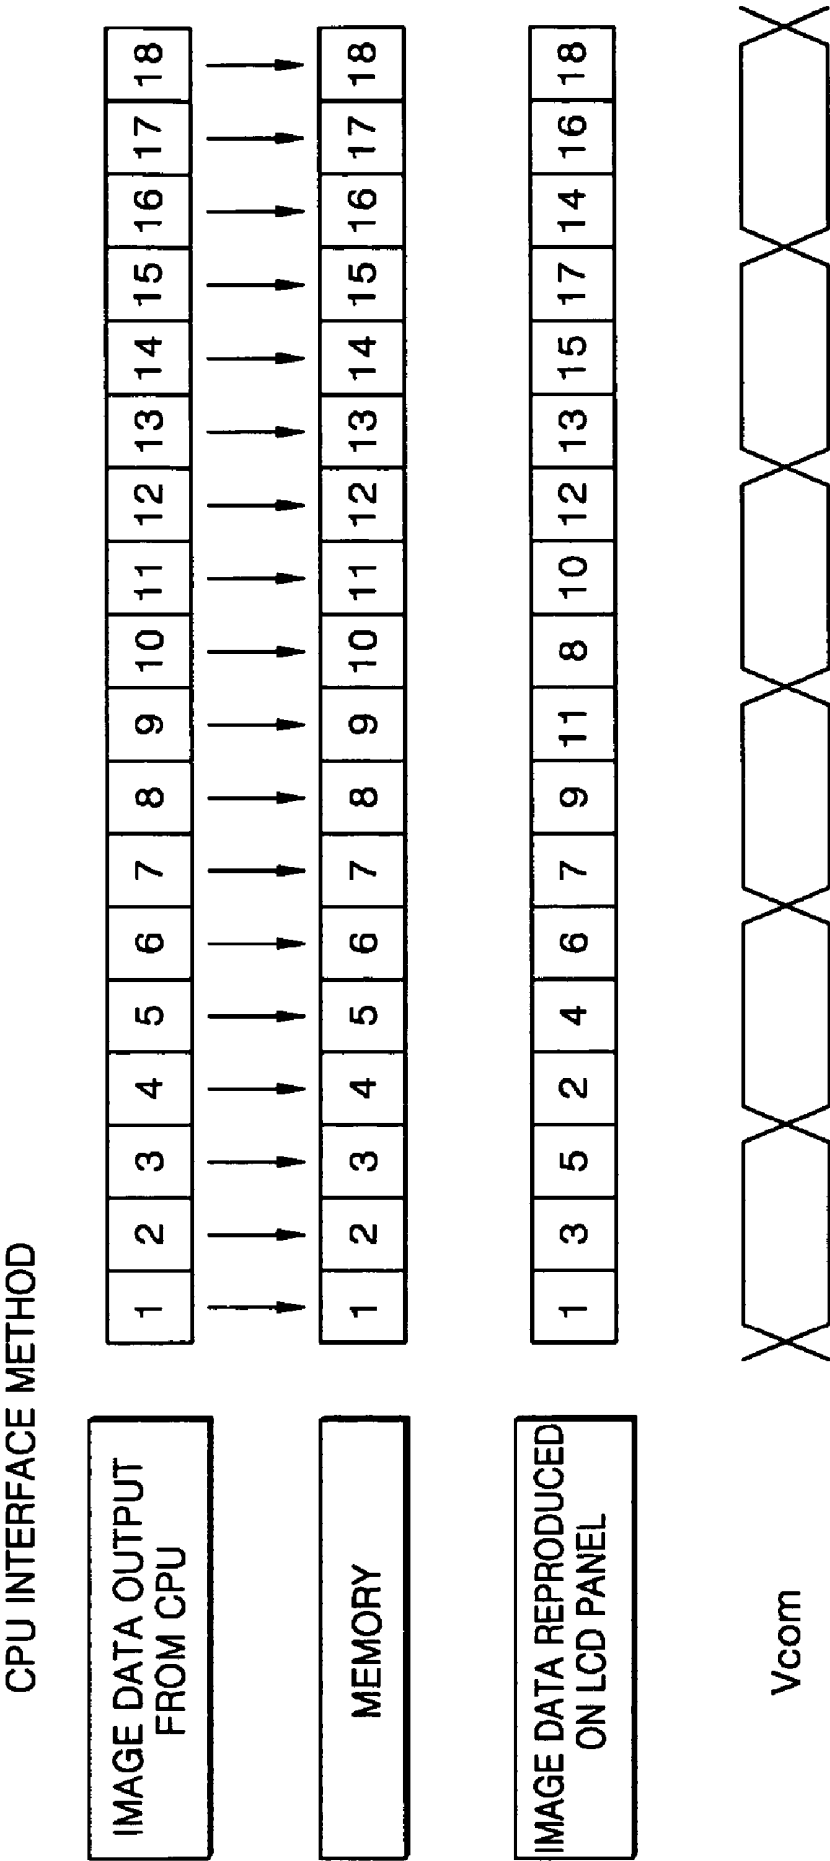 CPU INTERFACE METHOD
IMAGE DATA OUTPUT
FROM CPU
1 2 3 4 5 6 7 8 9 10 11 12 13 14 15 16 17 18
MEMORY
1 2 3 4 5 6 7 8 9 10 11 12 13 14 15 16 17 18
IMAGE DATA REPRODUCED
ON LCD PANEL
1 3 5 2 4 6 7 9 11 8 10 12 13 15 17 14 16 18
Vcom